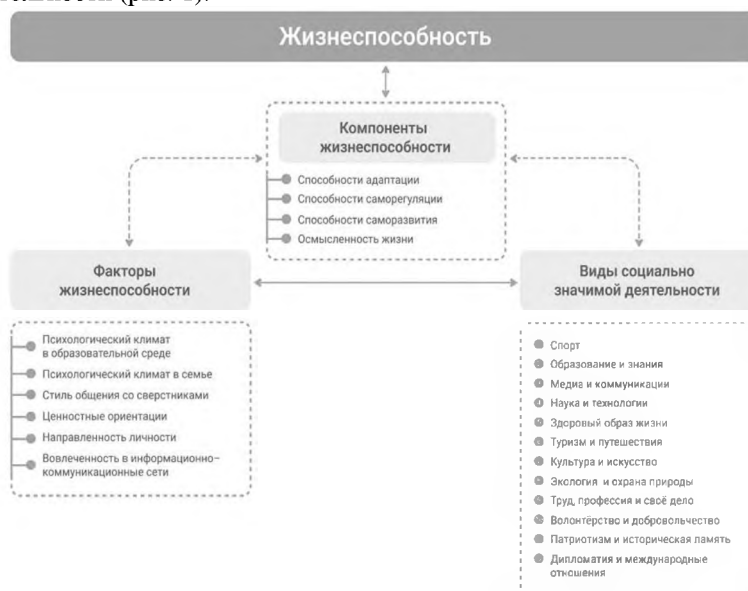 (рис. 1).
Жизнеспособность
Компоненты
жизнеспособности
Способности адаптации
Способности саморегуляции
Способности саморазвития
Осмысленность жизни
Факторы
жизнеспособности
Психологический климат
в образовательной среде
Психологический климат в семье
Стиль общения со сверстниками
Ценностные ориентации
Направленность личности
Вовлеченность в информационно-
коммуникационные сети
Виды социально
значимой деятельности
Спорт
Образование и знания
Медиа и коммуникации
Наука и технологии
Здоровый образ жизни
Туризм и путешествия
Культура и искусство
Экология и охрана природы
Труд, профессия и своё дело
Волонтёрство и добровольчество
Патриотизм и историческая память
Дипломатия и международные
отношения